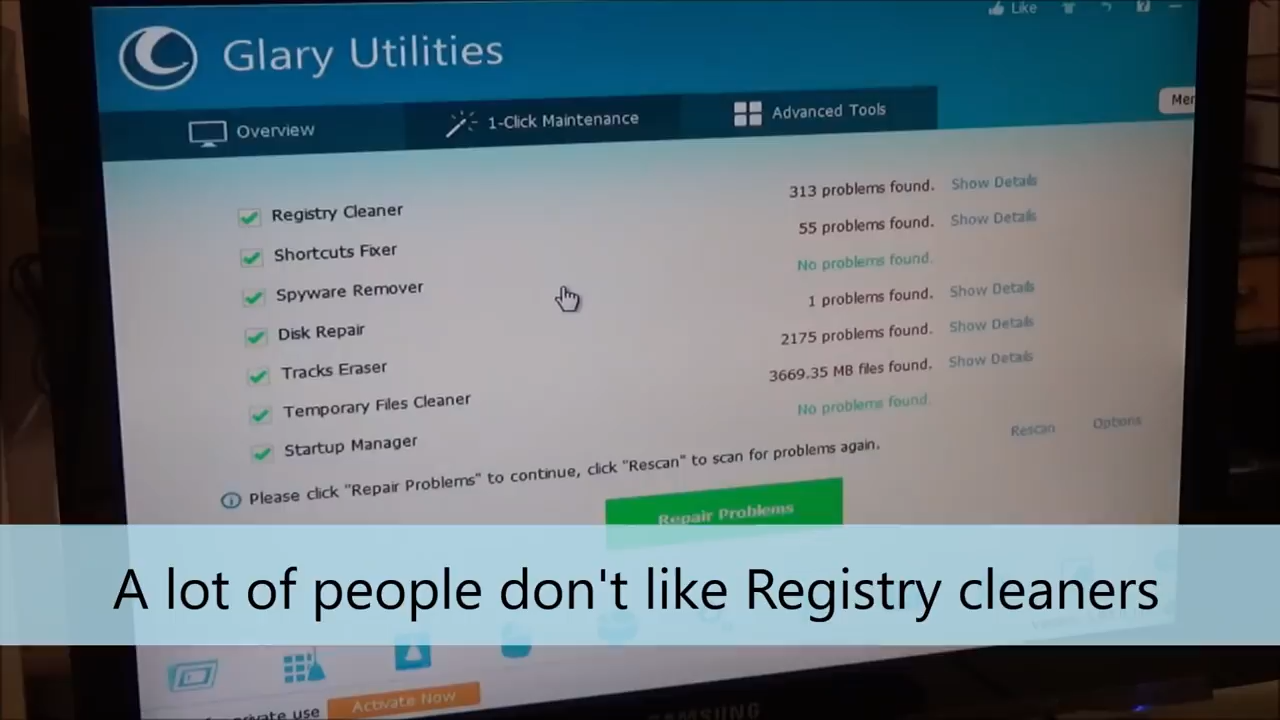 Like
Glary Utilities
Overview
1-Click Maintenance
Advanced Tools
Registry Cleaner 313 problems found. Show Details
Shortcuts Fixer 55 problems found. Show Details
Spyware Remover No problems found.
Disk Repair 1 problems found. Show Details
Tracks Eraser 2175 problems found. Show Details
Temporary Files Cleaner 3669.35 MB files found. Show Details
Startup Manager No problems found.
Rescan Options
Please click "Repair Problems" to continue, click "Rescan" to scan for problems again.
Repair Problems
A lot of people don't like Registry cleaners
use Activate Now
SAMSUNG